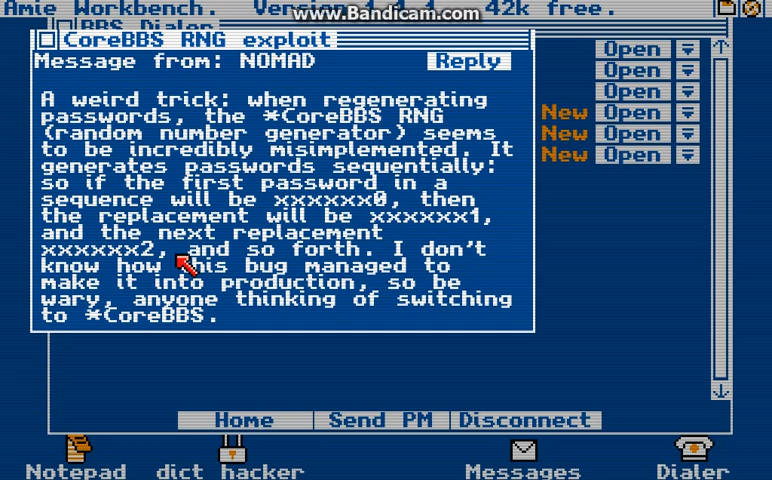 www.Bandicam.com
Amie Workbench. Version 1.1.1 42k free.
BBS Dialer
CoreBBS RNG exploit
Message from: NOMAD Reply
A weird trick: when regenerating
passwords, the *CoreBBS RNG
(random number generator) seems
to be incredibly misimplemented. It
generates passwords sequentially:
so if the first password in a
sequence will be xxxxxx0, then
the replacement will be xxxxxx1,
and the next replacement
xxxxxx2, and so forth. I don't
know how this bug managed to
make it into production, so be
wary, anyone thinking of switching
to *CoreBBS.
Open
Open
Open
New Open
New Open
New Open
Home Send PM Disconnect
Notepad dict hacker Messages Dialer